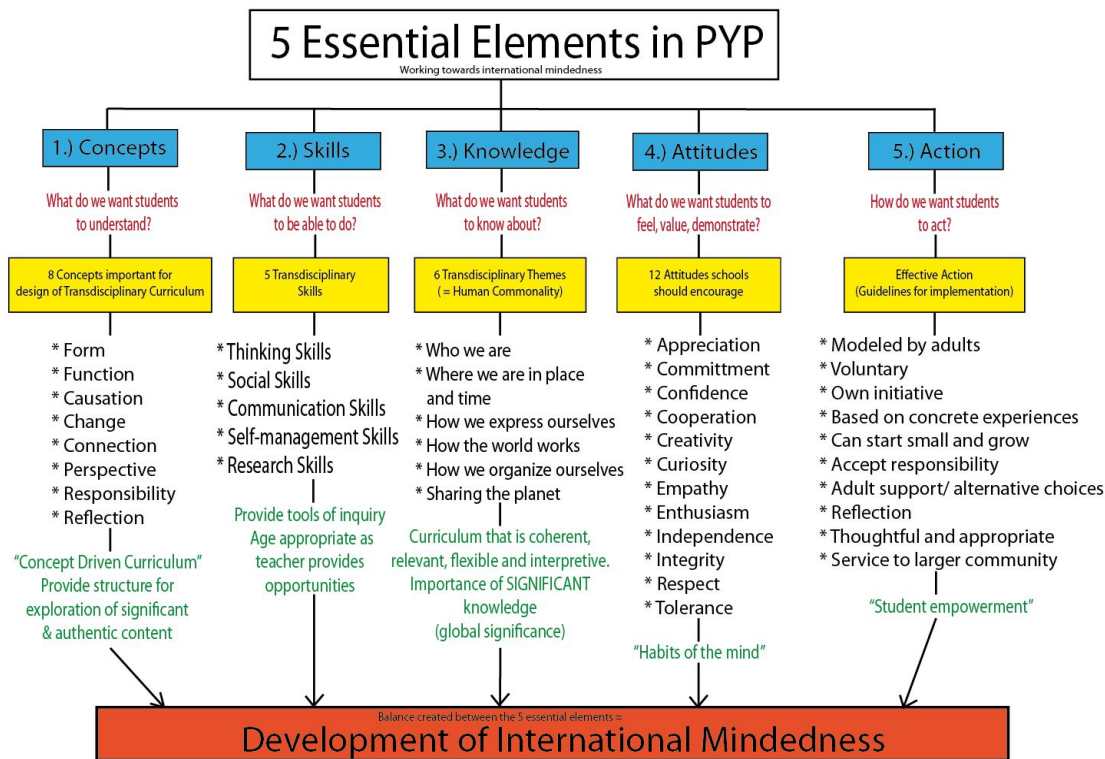 5 Essential Elements in PYP
Working towards international mindedness
1.) Concepts
What do we want students
to understand?
8 Concepts important for
design of Transdisciplinary Curriculum
* Form
* Function
* Causation
* Change
* Connection
* Perspective
* Responsibility
* Reflection
“Concept Driven Curriculum”
Provide structure for
exploration of significant
& authentic content
2.) Skills
What do we want students
to be able to do?
5 Transdisciplinary
Skills
* Thinking Skills
* Social Skills
* Communication Skills
* Self-management Skills
* Research Skills
Provide tools of inquiry
Age appropriate as
teacher provides
opportunities
3.) Knowledge
What do we want students
to know about?
6 Transdisciplinary Themes
( = Human Commonality)
* Who we are
* Where we are in place
and time
* How we express ourselves
* How the world works
* How we organize ourselves
* Sharing the planet
Curriculum that is coherent,
relevant, flexible and interpretive.
Importance of SIGNIFICANT
knowledge
(global significance)
4.) Attitudes
What do we want students to
feel, value, demonstrate?
12 Attitudes schools
should encourage
* Appreciation
* Committment
* Confidence
* Cooperation
* Creativity
* Curiosity
* Empathy
* Enthusiasm
* Independence
* Integrity
* Respect
* Tolerance
“Habits of the mind”
5.) Action
How do we want students
to act?
Effective Action
(Guidelines for implementation)
* Modeled by adults
* Voluntary
* Own initiative
* Based on concrete experiences
* Can start small and grow
* Accept responsibility
* Adult support/ alternative choices
* Reflection
* Thoughtful and appropriate
* Service to larger community
“Student empowerment”
Balance created between the 5 essential elements =
Development of International Mindedness